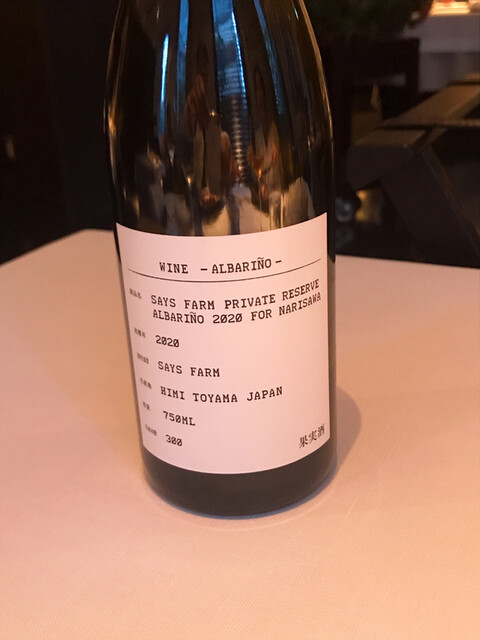 WINE -ALBARIÑO-
SAYS FARM PRIVATE RESERVE
ALBARIÑO 2020 FOR NARISAWA
2020
SAYS FARM
HIMI TOYAMA JAPAN
750ML
300
果実酒